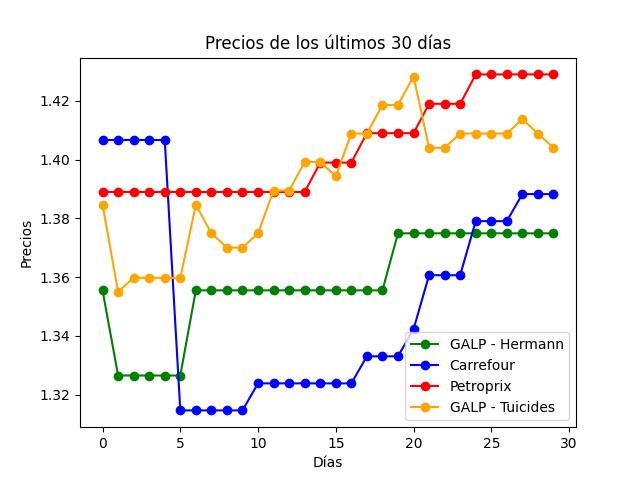 Precios de los últimos 30 días
1.42
1.40
1.38
1.36
1.34
1.32
Precios
0 5 10 15 20 25 30
Días
GALP - Hermann
Carrefour
Petroprix
GALP - Tuicides